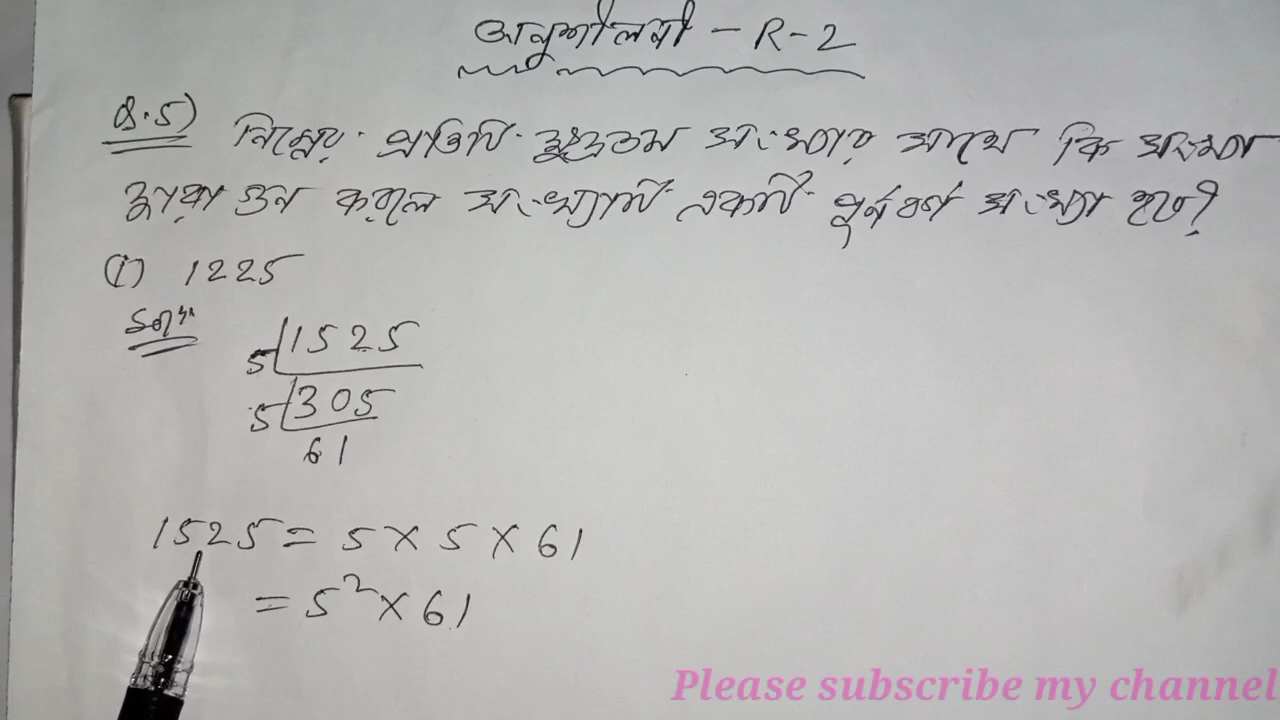 অনুশীলনী - R-2
Q.5) নিম্নের প্রতিটি ক্ষুদ্রতম সংখ্যার সাথে কি সংখ্যা
দ্বারা গুন করলে সংখ্যাটি একটি পূর্ণবর্গ সংখ্যা হবে?
(i) 1225
Solⁿ
5 | 1525
5 | 305
61
1525 = 5 × 5 × 61
= 5² × 61
Please subscribe my channel